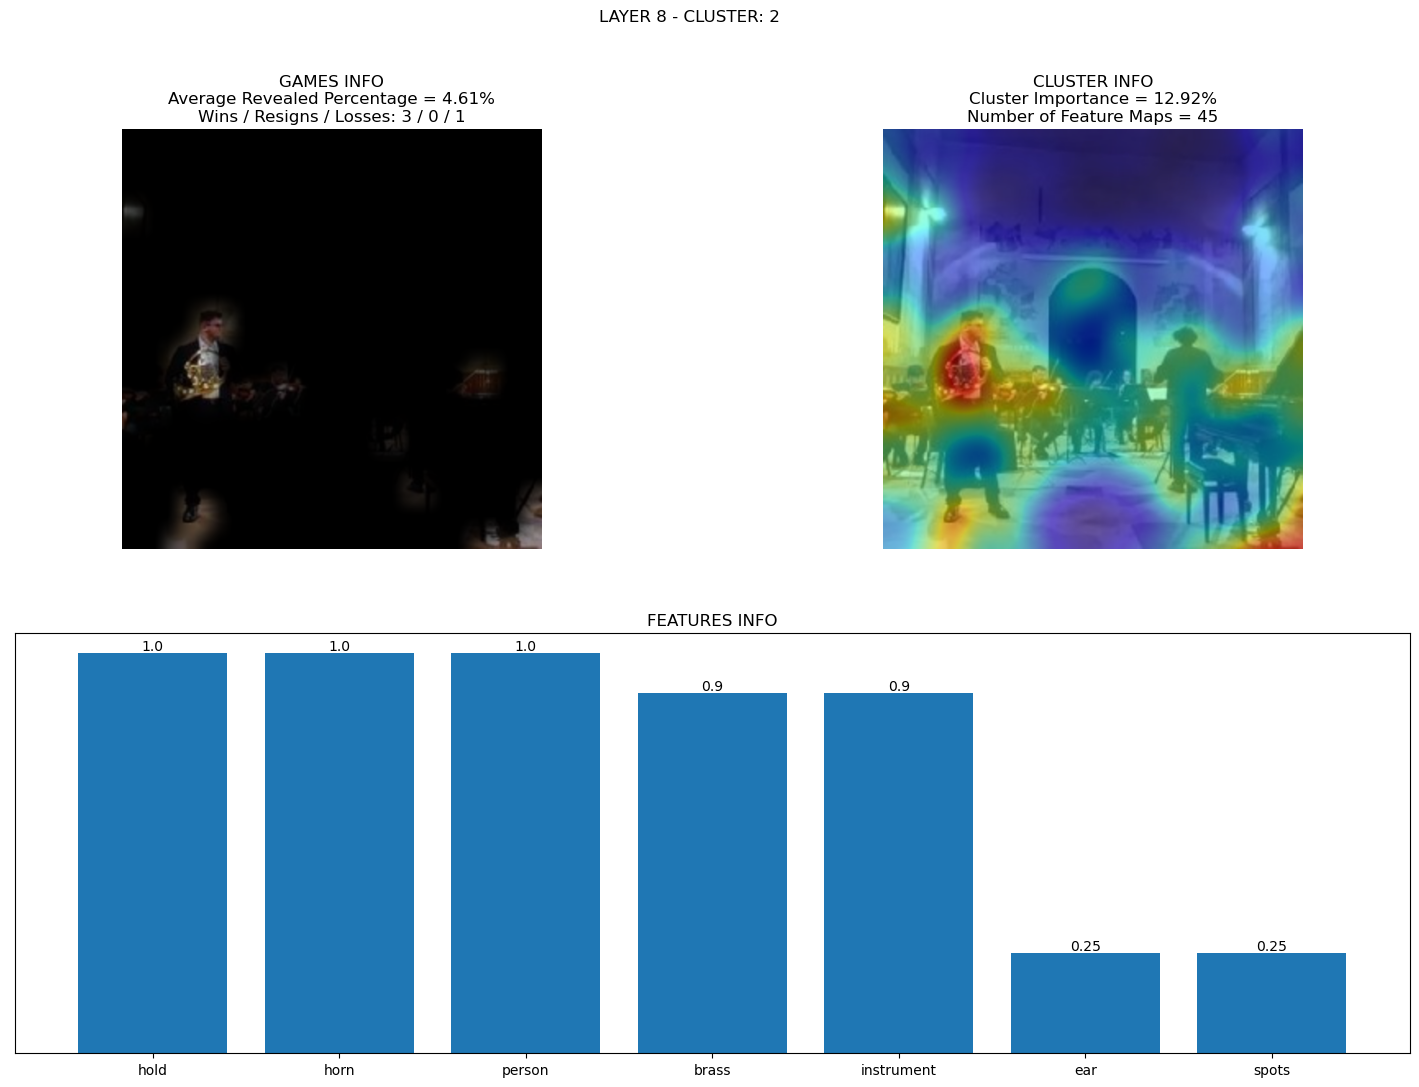 LAYER 8 - CLUSTER: 2
GAMES INFO
Average Revealed Percentage = 4.61%
Wins / Resigns / Losses: 3 / 0 / 1
CLUSTER INFO
Cluster Importance = 12.92%
Number of Feature Maps = 45
FEATURES INFO
1.0
1.0
1.0
0.9
0.9
0.25
0.25
hold
horn
person
brass
instrument
ear
spots